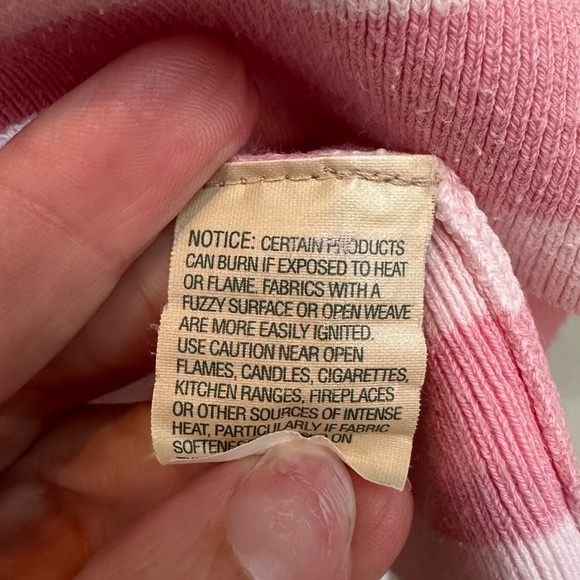 NOTICE: CERTAIN PRODUCTS
CAN BURN IF EXPOSED TO HEAT
OR FLAME. FABRICS WITH A
FUZZY SURFACE OR OPEN WEAVE
ARE MORE EASILY IGNITED.
USE CAUTION NEAR OPEN
FLAMES, CANDLES, CIGARETTES,
KITCHEN RANGES, FIREPLACES
OR OTHER SOURCES OF INTENSE
HEAT, PARTICULARLY IF FABRIC
ON